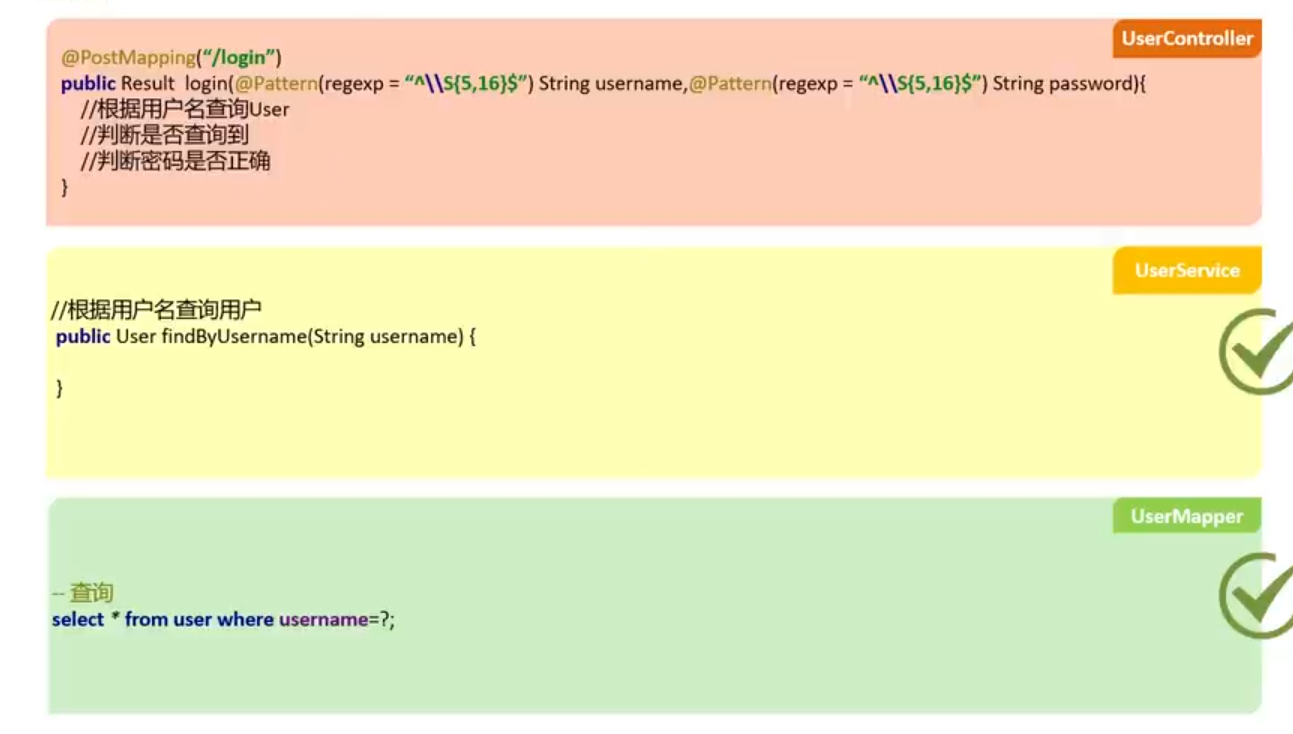 UserController
@PostMapping(“/login”)
public Result login(@Pattern(regexp = “^\\S{5,16}$”) String username,@Pattern(regexp = “^\\S{5,16}$”) String password){
//根据用户名查询User
//判断是否查询到
//判断密码是否正确
}
UserService
//根据用户名查询用户
public User findByUsername(String username) {
}
UserMapper
-- 查询
select * from user where username=?;